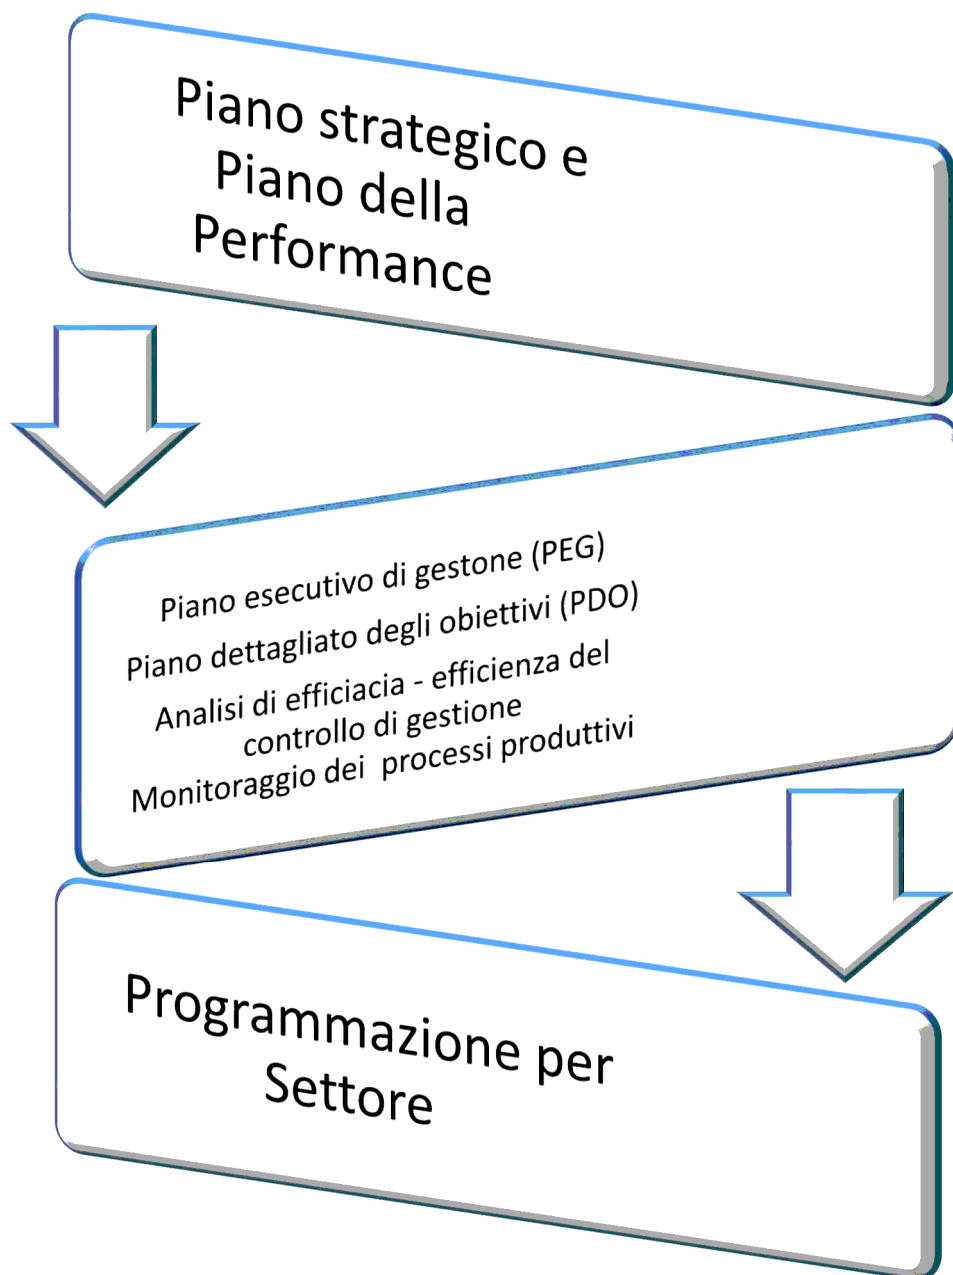 Piano strategico e
Piano della
Performance
Piano esecutivo di gestone (PEG)
Piano dettagliato degli obiettivi (PDO)
Analisi di efficiacia - efficienza del
controllo di gestione
Monitoraggio dei  processi produttivi
Programmazione per
Settore